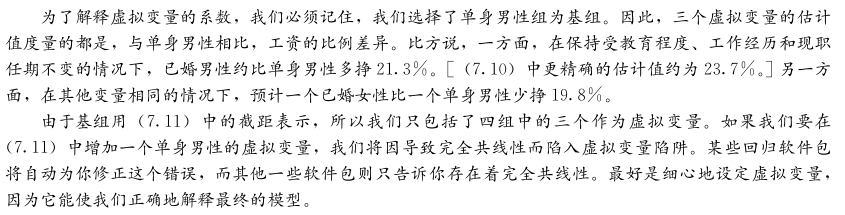 为了解释虚拟变量的系数，我们必须记住，我们选择了单身男性组为基组。因此，三个虚拟变量的估计
值度量的都是，与单身男性相比，工资的比例差异。比方说，一方面，在保持受教育程度、工作经历和现职
任期不变的情况下，已婚男性约比单身男性多挣 21.3%。[（7.10）中更精确的估计值约为 23.7%。] 另一方
面，在其他变量相同的情况下，预计一个已婚女性比一个单身男性少挣 19.8%。
由于基组用（7.11）中的截距表示，所以我们只包括了四组中的三个作为虚拟变量。如果我们要在
(7.11) 中增加一个单身男性的虚拟变量，我们将因导致完全共线性而陷入虚拟变量陷阱。某些回归软件包
将自动为你修正这个错误，而其他一些软件包则只告诉你存在着完全共线性。最好是细心地设定虚拟变量，
因为它能使我们正确地解释最终的模型。